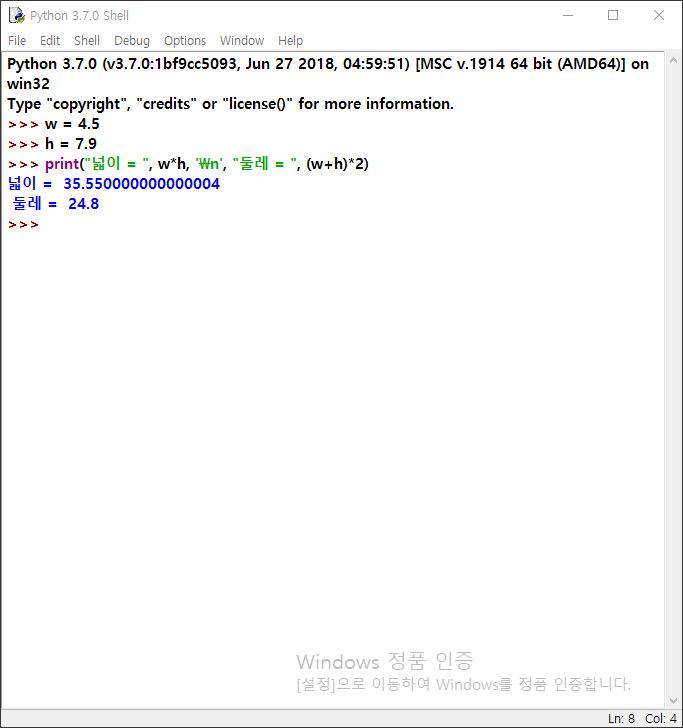 Python 3.7.0 Shell
File Edit Shell Debug Options Window Help
Python 3.7.0 (v3.7.0:1bf9cc5093, Jun 27 2018, 04:59:51) [MSC v.1914 64 bit (AMD64)] on
win32
Type "copyright", "credits" or "license()" for more information.
>>> w = 4.5
>>> h = 7.9
>>> print("넓이 = ", w*h, '₩n', "둘레 = ", (w+h)*2)
넓이 =  35.550000000000004
 둘레 =  24.8
>>>
Windows 정품 인증
[설정]으로 이동하여 Windows를 정품 인증합니다.
Ln: 8 Col: 4